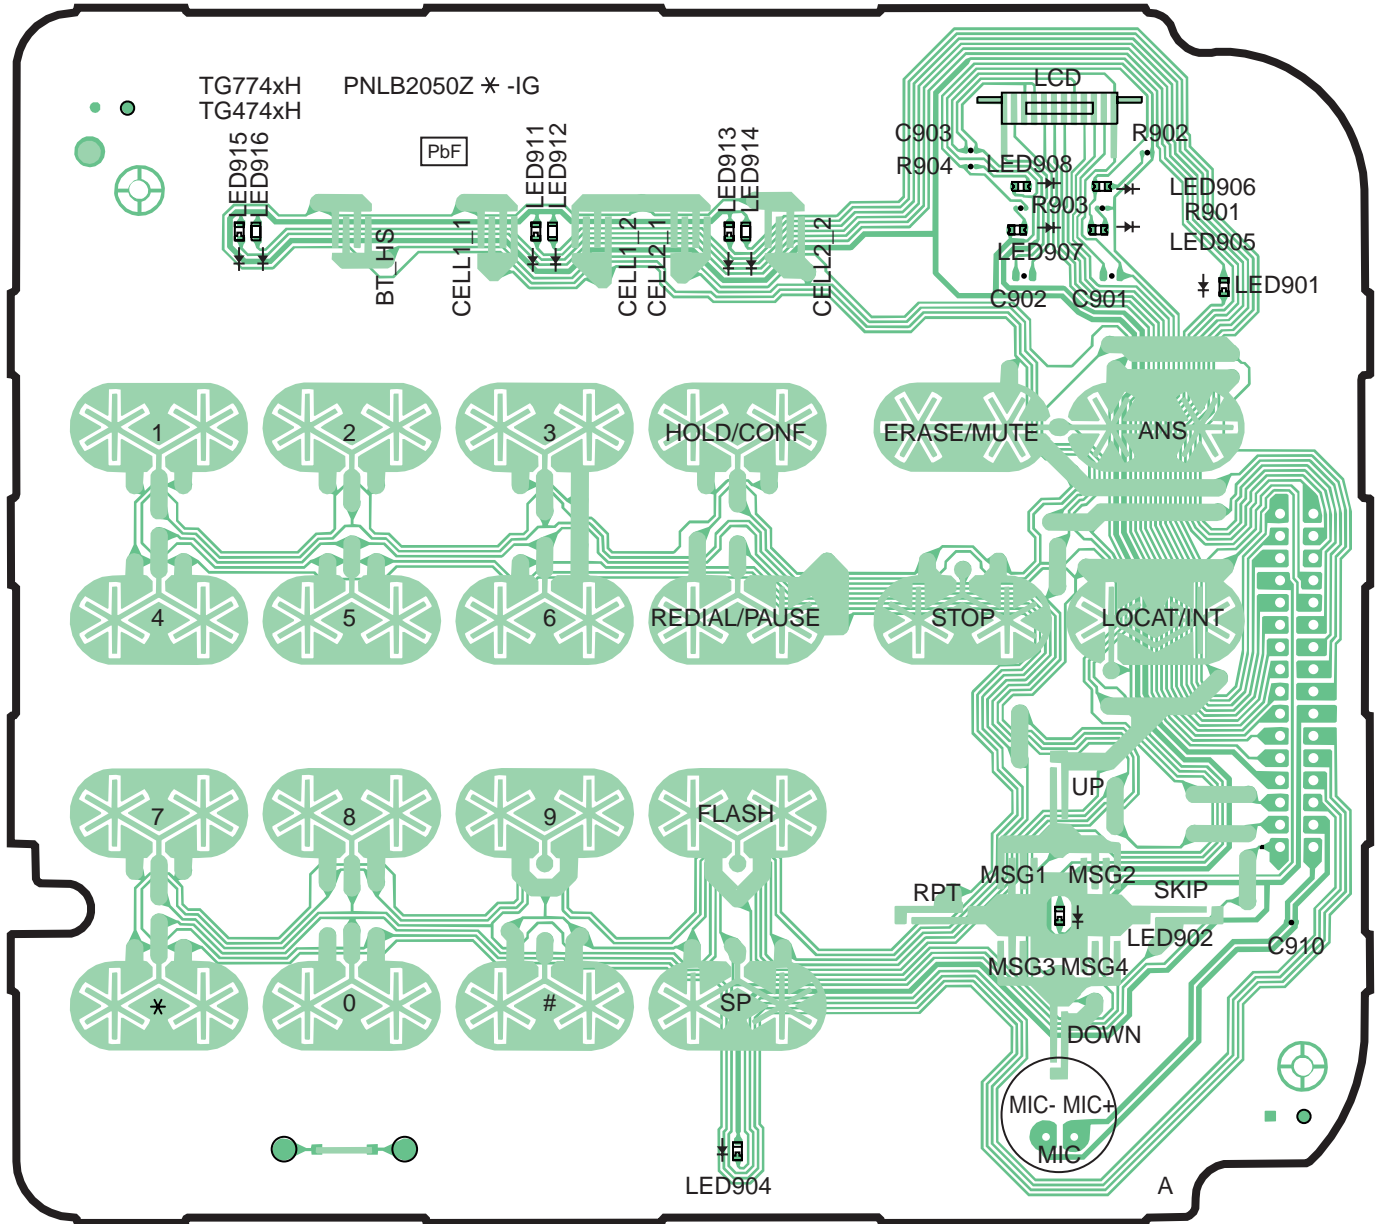 TG774xH PNLB2050Z * -IG
TG474xH
PbF
LCD
LED915
LED916
LED911
LED912
LED913
LED914
C903
R904
R902
LED908
LED906
R903
R901
LED907
LED905
BT_HS
CELL1_1
CELL1_2
CELL2_1
CELL2_2
C902
C901
LED901
1
2
3
HOLD/CONF
ERASE/MUTE
ANS
4
5
6
REDIAL/PAUSE
STOP
LOCAT/INT
7
8
9
FLASH
UP
MSG1
MSG2
RPT
SKIP
LED902
C910
MSG3
MSG4
*
0
#
SP
DOWN
MIC-
MIC+
MIC
LED904
A